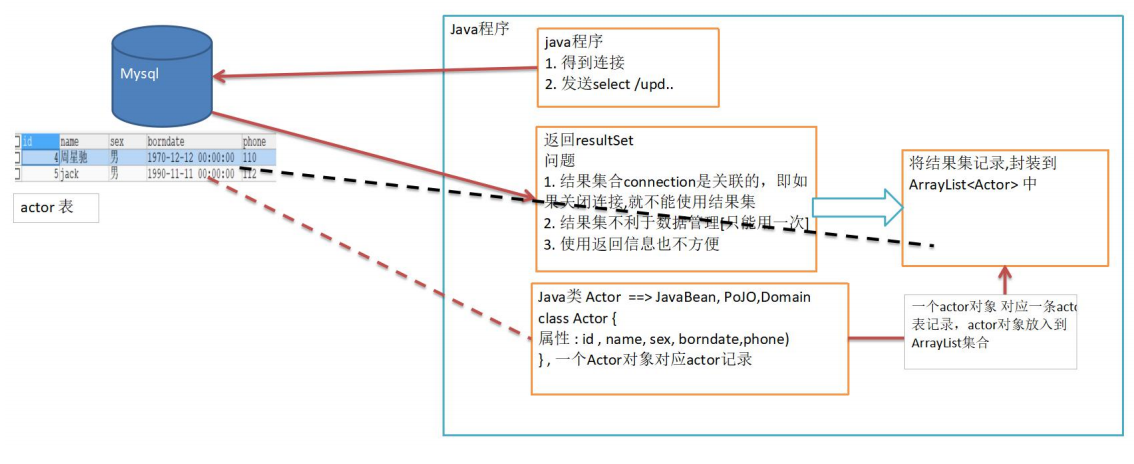 Java程序
java程序
1. 得到连接
2. 发送select /upd..
Mysql
id name sex borndate phone
4 周星驰 男 1970-12-12 00:00:00 110
5 jack 男 1990-11-11 00:00:00 112
actor 表
返回resultSet
问题
1. 结果集合connection是关联的，即如
果关闭连接,就不能使用结果集
2. 结果集不利于数据管理[只能用一次]
3. 使用返回信息也不方便
将结果集记录,封装到
ArrayList<Actor> 中
Java类 Actor ==> JavaBean, PoJO,Domain
class Actor {
属性 : id , name, sex, borndate,phone)
} , 一个Actor对象对应actor记录
一个actor对象 对应一条acto
表记录，actor对象放入到
ArrayList集合